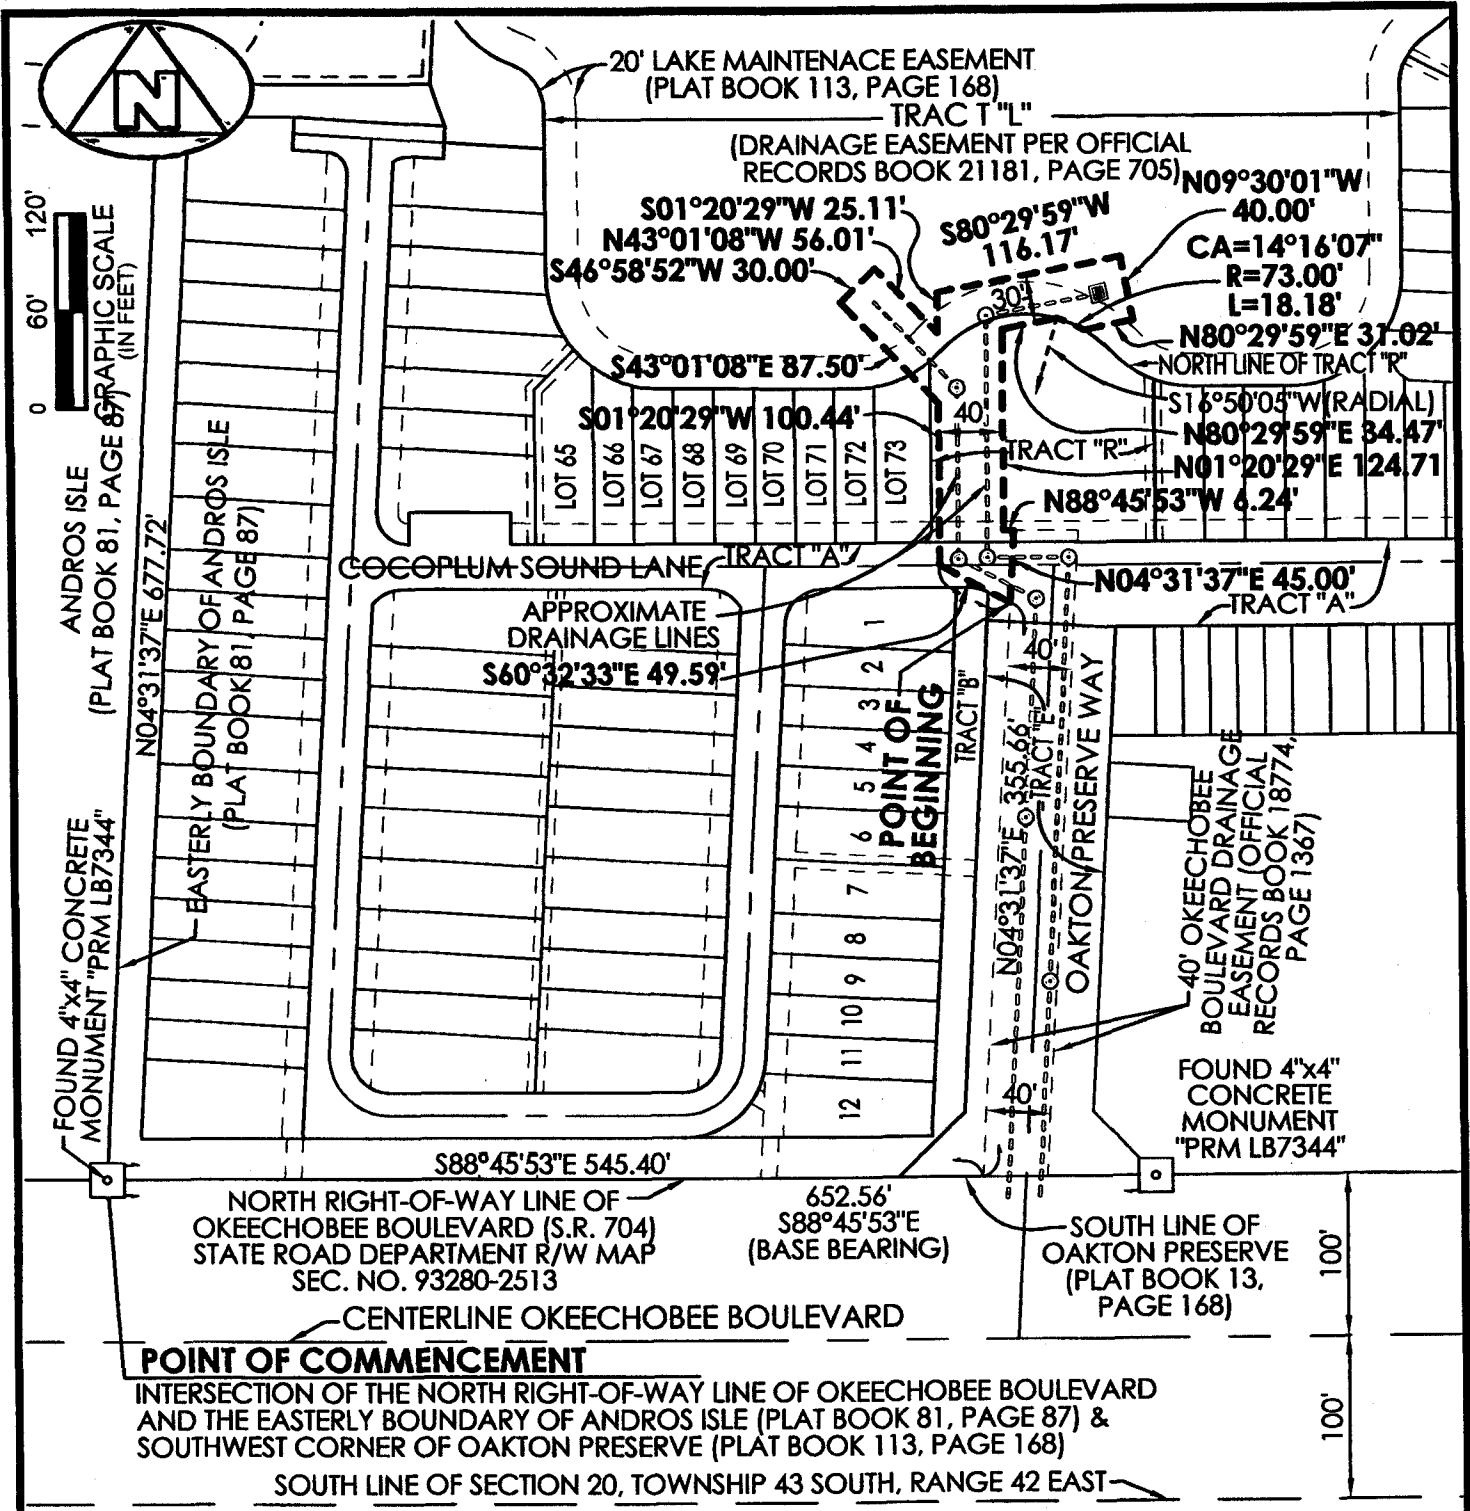 N
20' LAKE MAINTENACE EASEMENT
(PLAT BOOK 113, PAGE 168)
TRAC T "L"
(DRAINAGE EASEMENT PER OFFICIAL
RECORDS BOOK 21181, PAGE 705)
N09°30'01"W
40.00'
S01°20'29"W 25.11'
N43°01'08"W 56.01'
S46°58'52"W 30.00'
S80°29'59"W
116.17'
CA=14°16'07"
R=73.00'
L=18.18'
N80°29'59"E 31.02'
30'
NORTH LINE OF TRACT "R"
S43°01'08"E 87.50'
S16°50'05"W(RADIAL)
S01°20'29"W 100.44'
40'
N80°29'59"E 34.47'
TRACT "R"
N01°20'29"E 124.71
N88°45'53"W 6.24'
LOT 65
LOT 66
LOT 67
LOT 68
LOT 69
LOT 70
LOT 71
LOT 72
LOT 73
0
60'
120'
GRAPHIC SCALE
(IN FEET)
ANDROS ISLE
(PLAT BOOK 81, PAGE 87)
N04°31'37"E 677.72'
EASTERLY BOUNDARY OF ANDROS ISLE
(PLAT BOOK 81, PAGE 87)
COCOPLUM SOUND LANE
TRACT "A"
N04°31'37"E 45.00'
TRACT "A"
APPROXIMATE
DRAINAGE LINES
S60°32'33"E 49.59'
1
2
3
4
5
6
7
8
9
10
11
12
POINT OF
BEGINNING
TRACT "B"
40'
N04°31'37"E 355.66'
TRACT "E"
OAKTON PRESERVE WAY
40' OKEECHOBEE
BOULEVARD DRAINAGE
EASEMENT (OFFICIAL
RECORDS BOOK 18774,
PAGE 1367)
40'
FOUND 4"x4" CONCRETE
MONUMENT "PRM LB7344"
FOUND 4"x4"
CONCRETE
MONUMENT
"PRM LB7344"
S88°45'53"E 545.40'
NORTH RIGHT-OF-WAY LINE OF
OKEECHOBEE BOULEVARD (S.R. 704)
STATE ROAD DEPARTMENT R/W MAP
SEC. NO. 93280-2513
652.56'
S88°45'53"E
(BASE BEARING)
SOUTH LINE OF
OAKTON PRESERVE
(PLAT BOOK 13,
PAGE 168)
100'
CENTERLINE OKEECHOBEE BOULEVARD
POINT OF COMMENCEMENT
INTERSECTION OF THE NORTH RIGHT-OF-WAY LINE OF OKEECHOBEE BOULEVARD
AND THE EASTERLY BOUNDARY OF ANDROS ISLE (PLAT BOOK 81, PAGE 87) &
SOUTHWEST CORNER OF OAKTON PRESERVE (PLAT BOOK 113, PAGE 168)
100'
SOUTH LINE OF SECTION 20, TOWNSHIP 43 SOUTH, RANGE 42 EAST